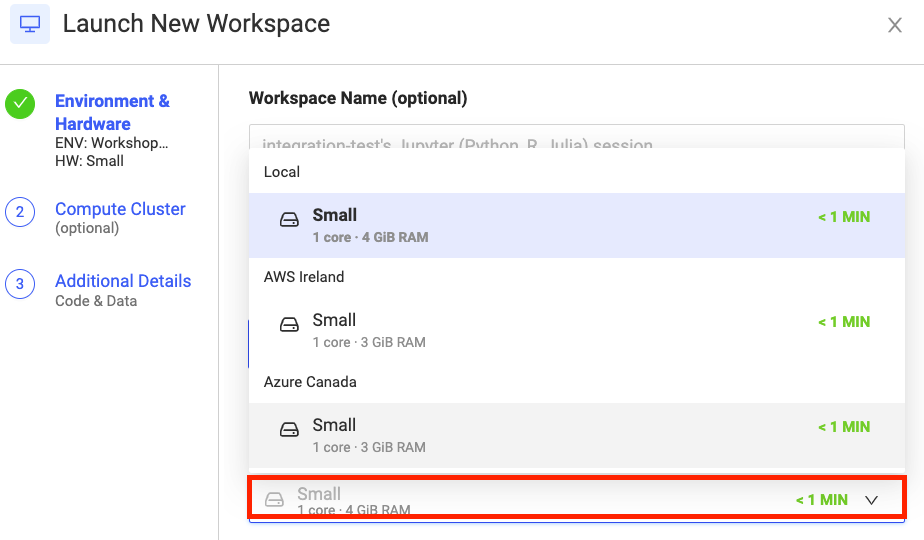 Launch New Workspace
Environment &
Hardware
ENV: Workshop...
HW: Small
2
Compute Cluster
(optional)
3
Additional Details
Code & Data
Workspace Name (optional)
integration-test's Jupyter (Python, R, Julia) session
Local
Small
< 1 MIN
1 core · 4 GiB RAM
AWS Ireland
Small
< 1 MIN
1 core · 3 GiB RAM
Azure Canada
Small
< 1 MIN
1 core · 3 GiB RAM
Small
< 1 MIN
1 core · 4 GiB RAM